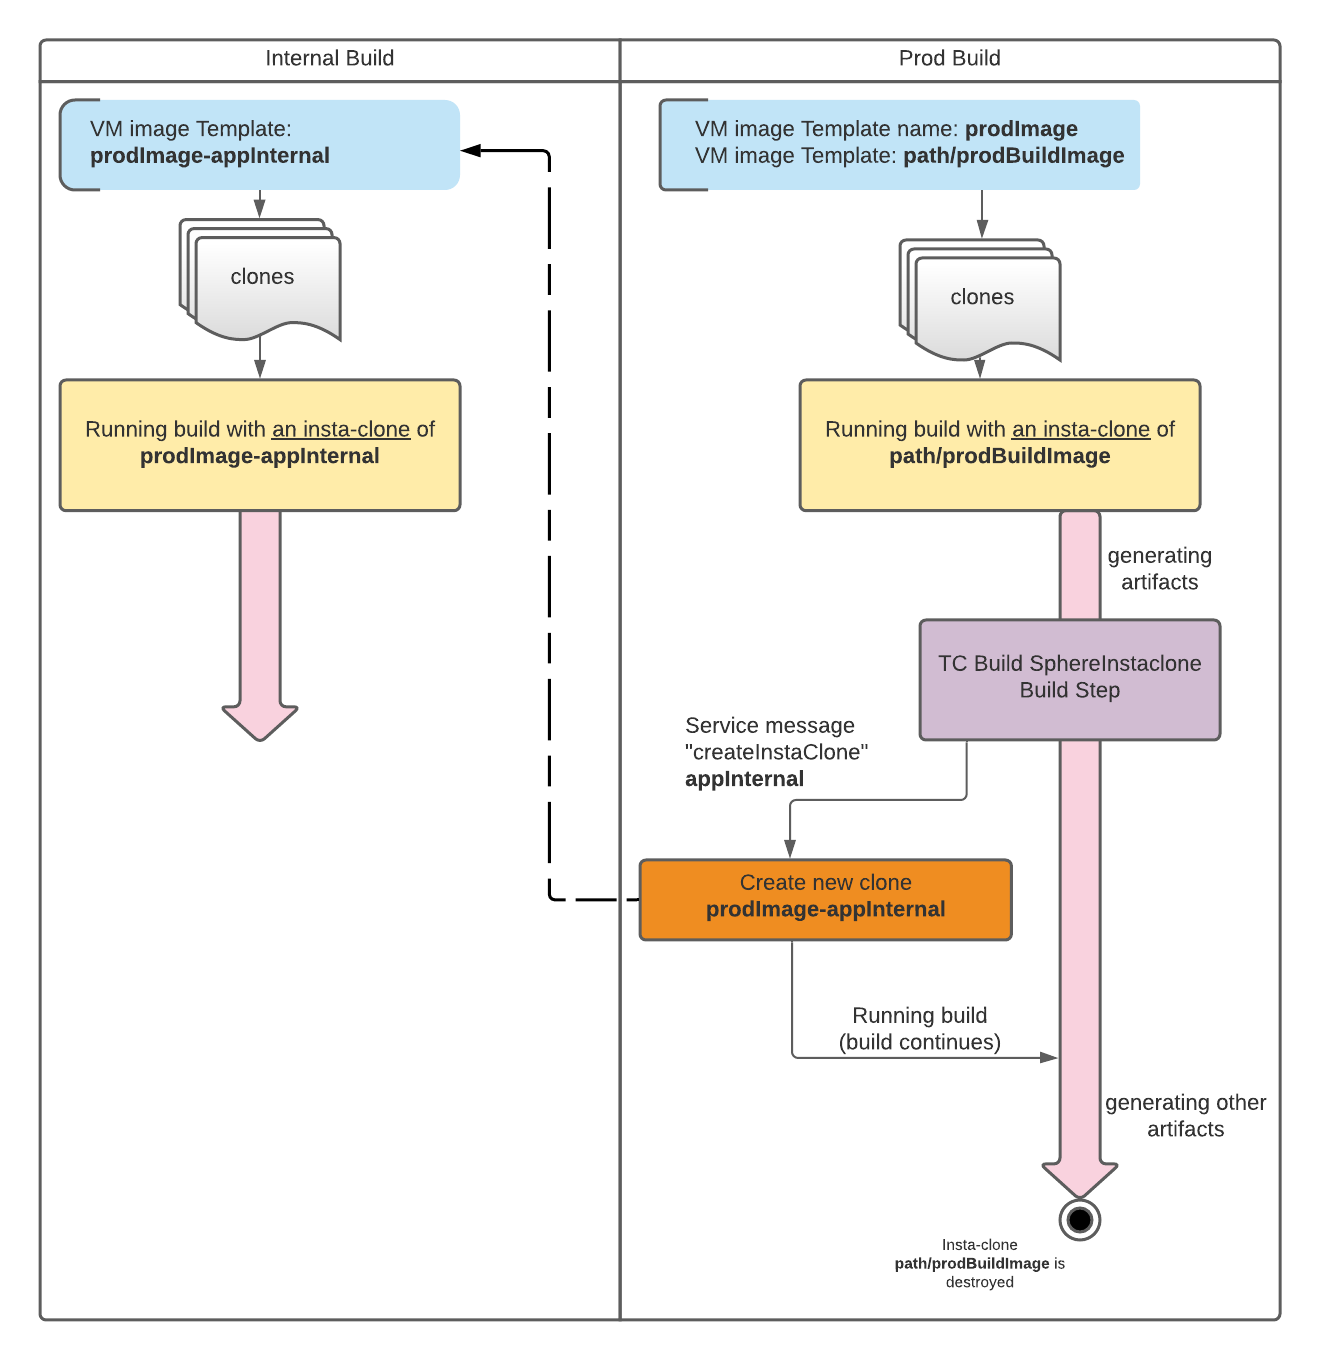 Internal Build
Prod Build
VM image Template:
prodImage-appInternal
VM image Template name: prodImage
VM image Template: path/prodBuildImage
clones
clones
Running build with an insta-clone of
prodImage-appInternal
Running build with an insta-clone of
path/prodBuildImage
generating
artifacts
TC Build SphereInstaclone
Build Step
Service message
"createInstaClone"
appInternal
Create new clone
prodImage-appInternal
Running build
(build continues)
generating other
artifacts
Insta-clone
path/prodBuildImage is
destroyed